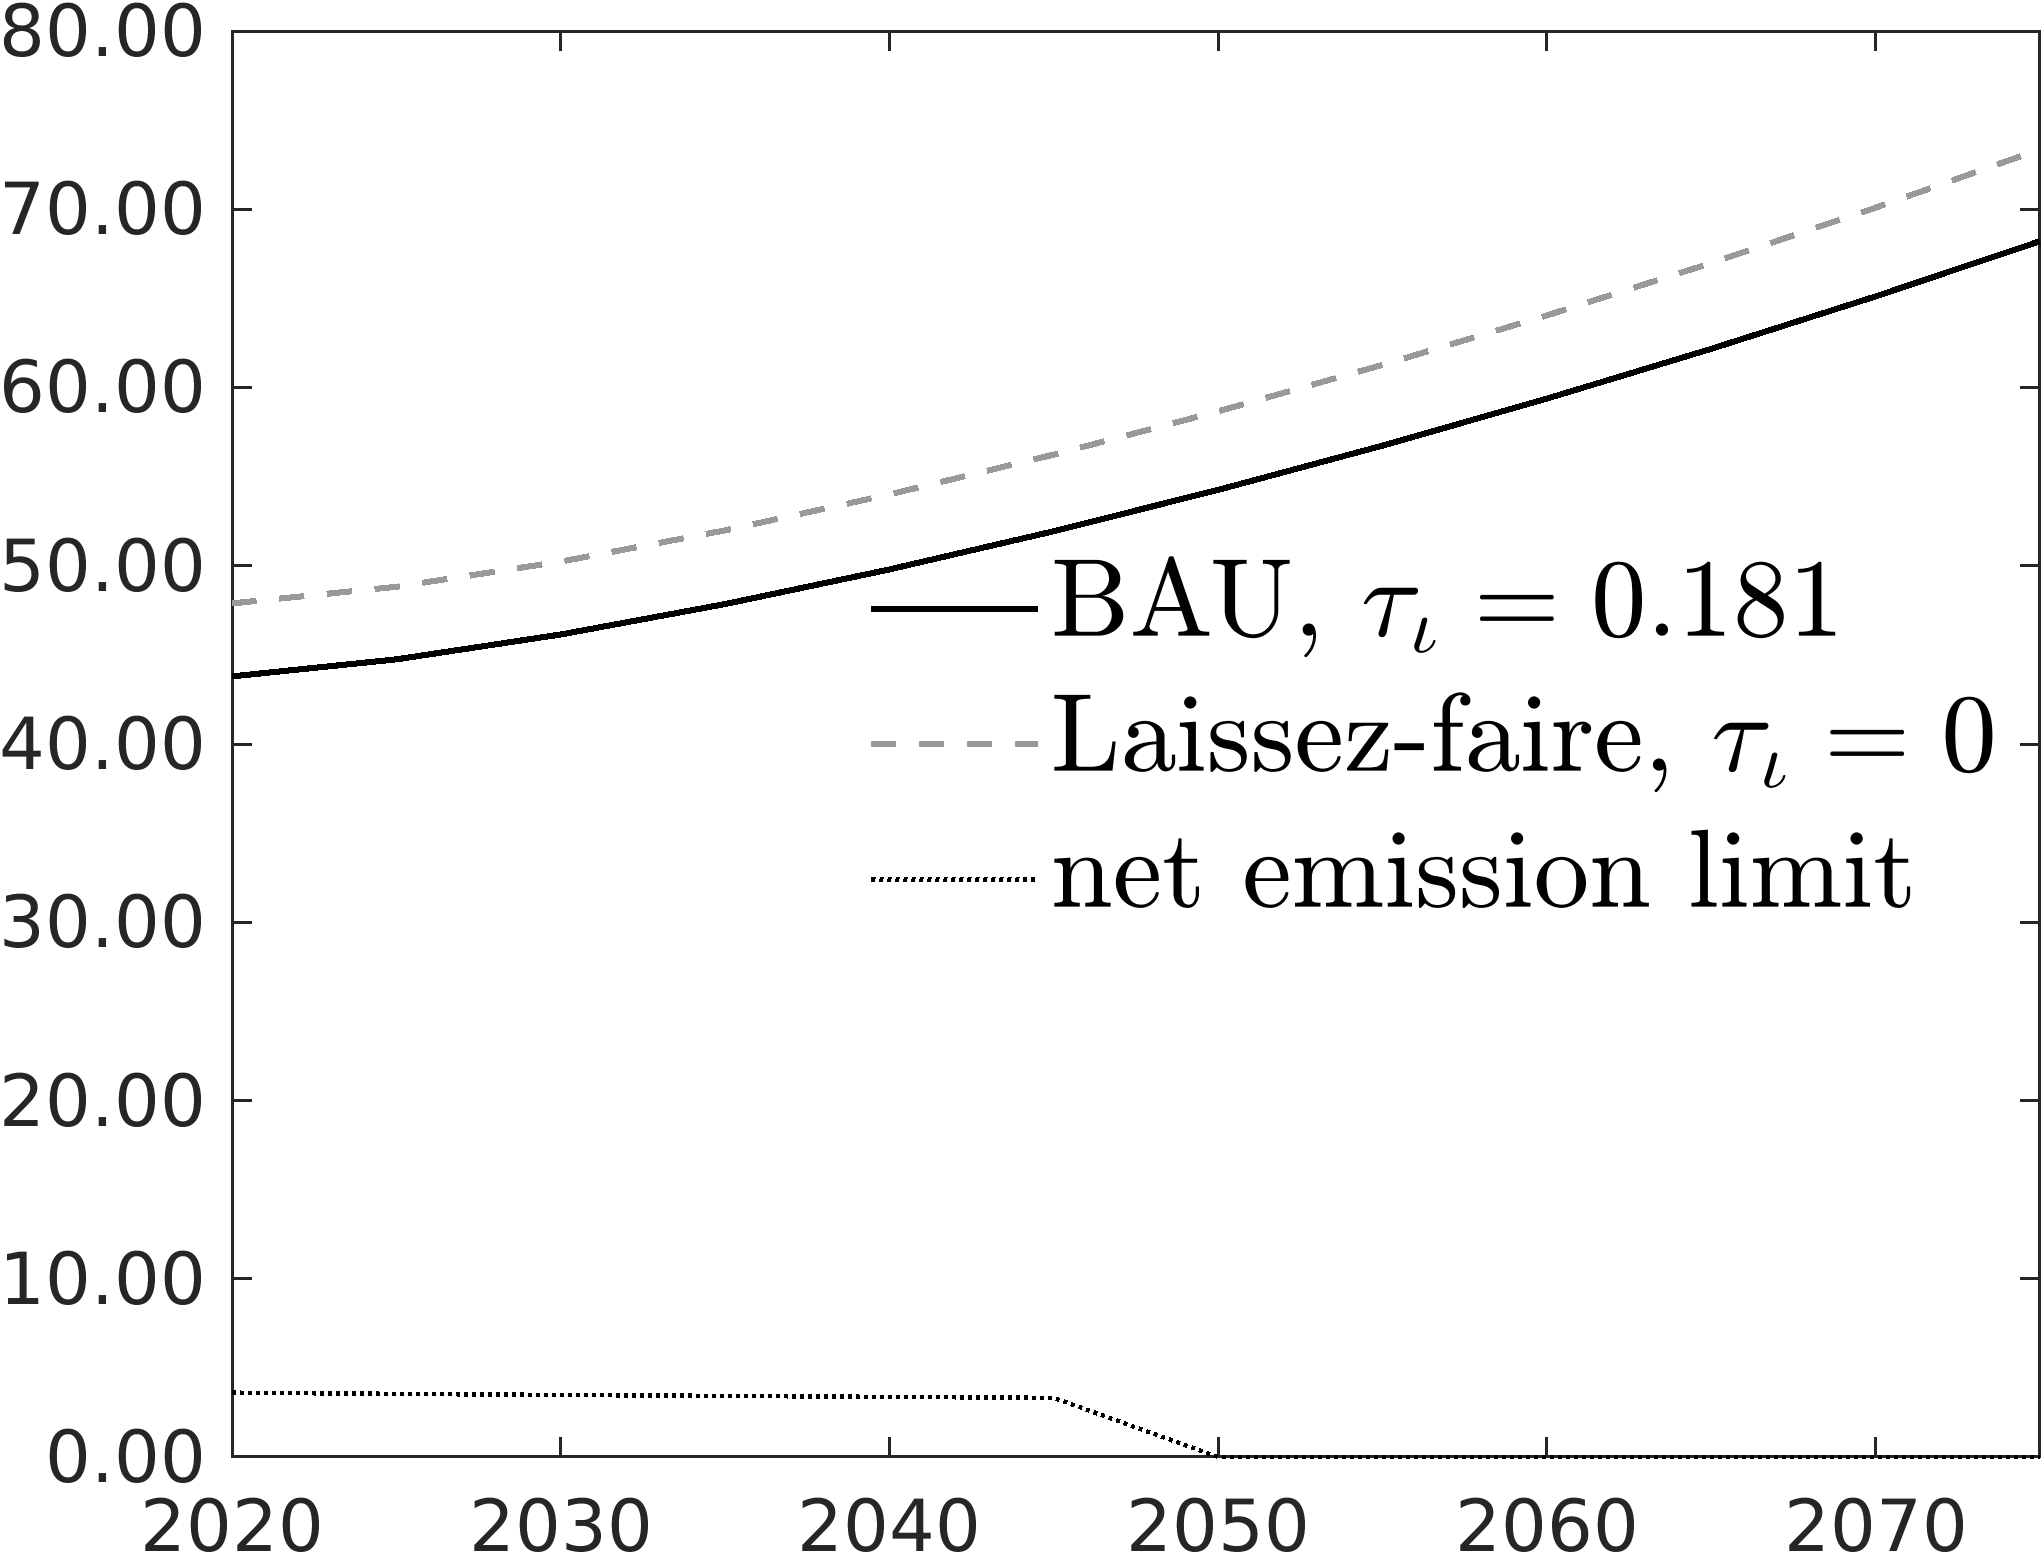 80.00
70.00
60.00
50.00
40.00
30.00
20.00
10.00
0.00
BAU, τι = 0.181
Laissez-faire, τι = 0
net emission limit
2020 2030 2040 2050 2060 2070